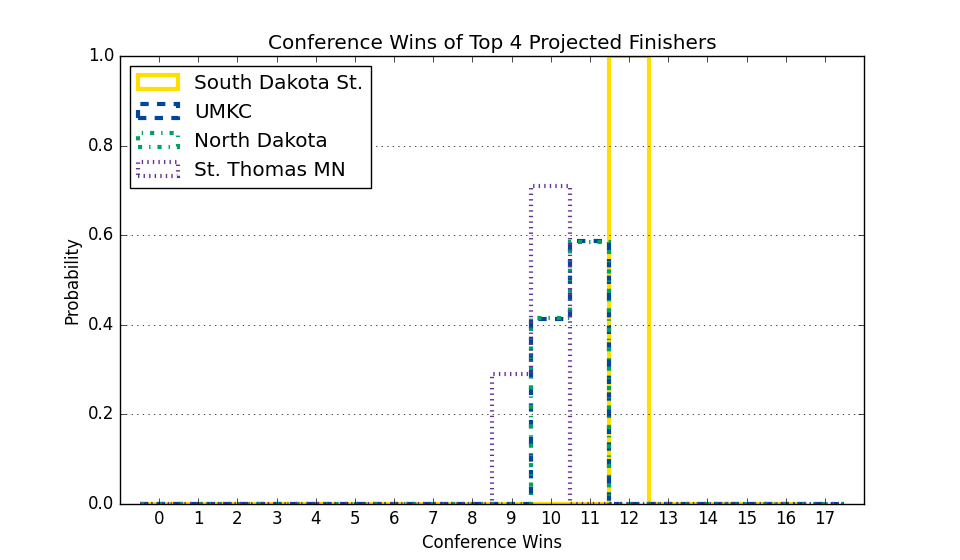 Conference Wins of Top 4 Projected Finishers
South Dakota St.
UMKC
North Dakota
St. Thomas MN
1.0
0.8
0.6
0.4
0.2
0.0
Probability
0 1 2 3 4 5 6 7 8 9 10 11 12 13 14 15 16 17
Conference Wins